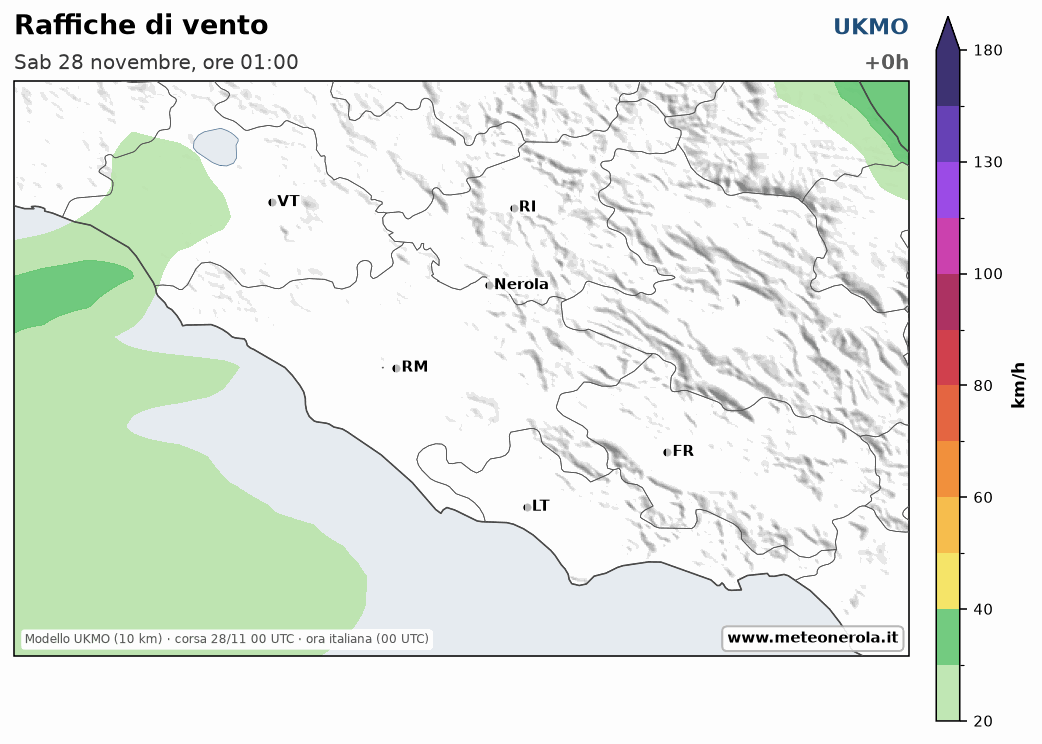 Raffiche di vento
UKMO
Sab 28 novembre, ore 01:00
+0h
VT
RI
Nerola
RM
FR
LT
Modello UKMO (10 km) · corsa 28/11 00 UTC · ora italiana (00 UTC)
www.meteonerola.it
180
130
100
80
60
40
20
km/h